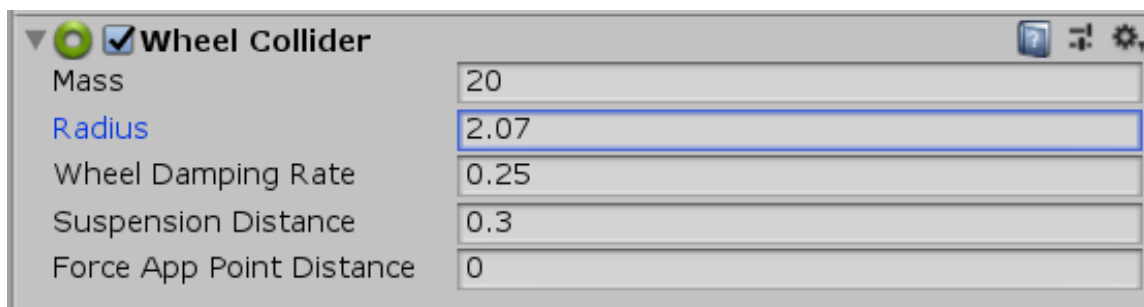 Wheel Collider
Mass 20
Radius 2.07
Wheel Damping Rate 0.25
Suspension Distance 0.3
Force App Point Distance 0